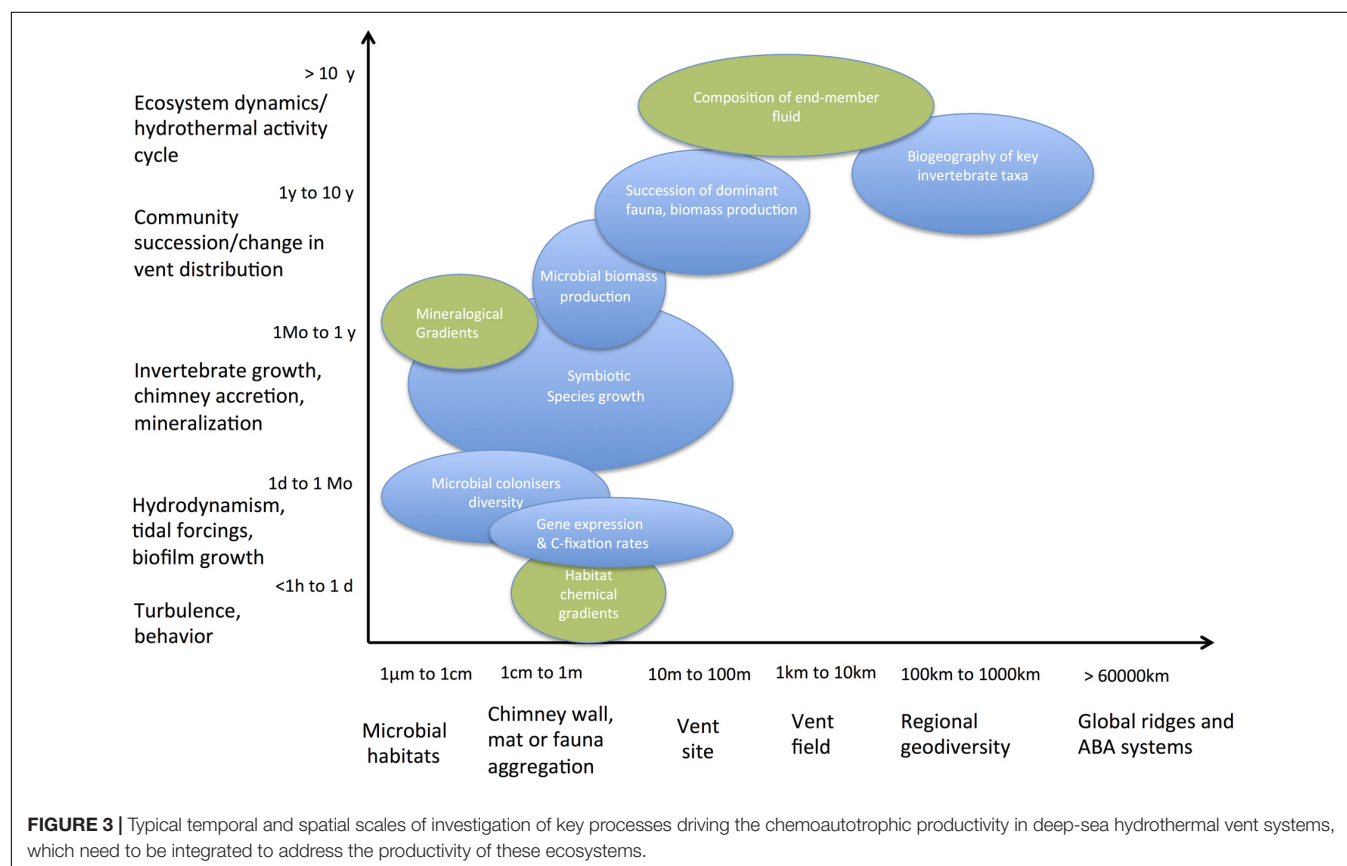 > 10 y
Ecosystem dynamics/
hydrothermal activity
cycle
1y to 10 y
Community
succession/change in
vent distribution
1Mo to 1 y
Invertebrate growth,
chimney accretion,
mineralization
1d to 1 Mo
Hydrodynamism,
tidal forcings,
biofilm growth
<1h to 1 d
Turbulence,
behavior
Composition of end-member
fluid
Biogeography of key
invertebrate taxa
Succession of dominant
fauna, biomass production
Microbial biomass
production
Mineralogical
Gradients
Symbiotic
Species growth
Microbial colonisers
diversity
Gene expression
& C-fixation rates
Habitat
chemical
gradients
1μm to 1cm
1cm to 1m
10m to 100m
1km to 10km
100km to 1000km
> 60000km
Microbial
habitats
Chimney wall,
mat or fauna
aggregation
Vent
site
Vent
field
Regional
geodiversity
Global ridges and
ABA systems
FIGURE 3 | Typical temporal and spatial scales of investigation of key processes driving the chemoautotrophic productivity in deep-sea hydrothermal vent systems,
which need to be integrated to address the productivity of these ecosystems.